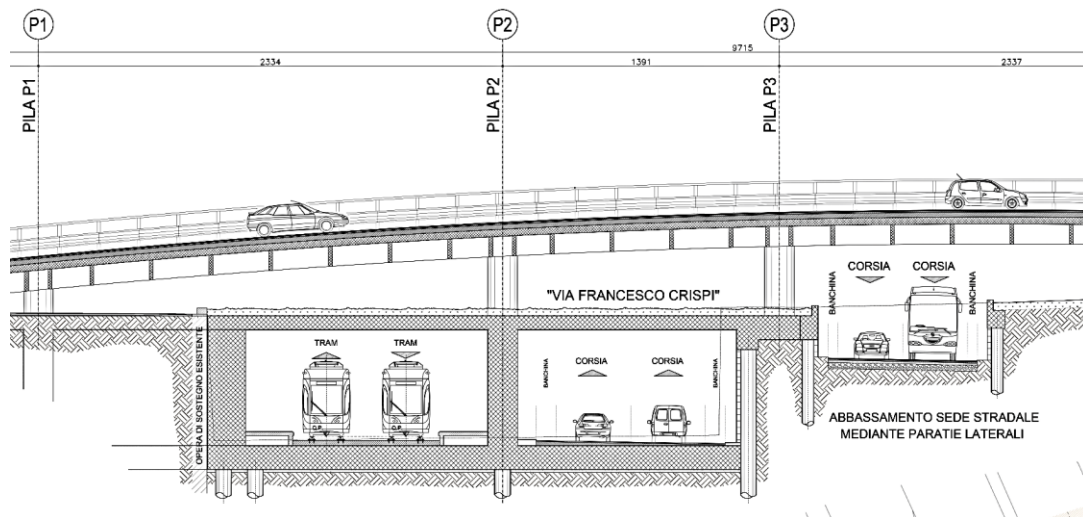 P1
P2
P3
9715
2334
1391
2337
PILA P1
PILA P2
PILA P3
"VIA FRANCESCO CRISPI"
BANCHINA
CORSIA
CORSIA
BANCHINA
OPERA DI SOSTEGNO ESISTENTE
TRAM
TRAM
BANCHINA
CORSIA
CORSIA
BANCHINA
ABBASSAMENTO SEDE STRADALE
MEDIANTE PARATIE LATERALI